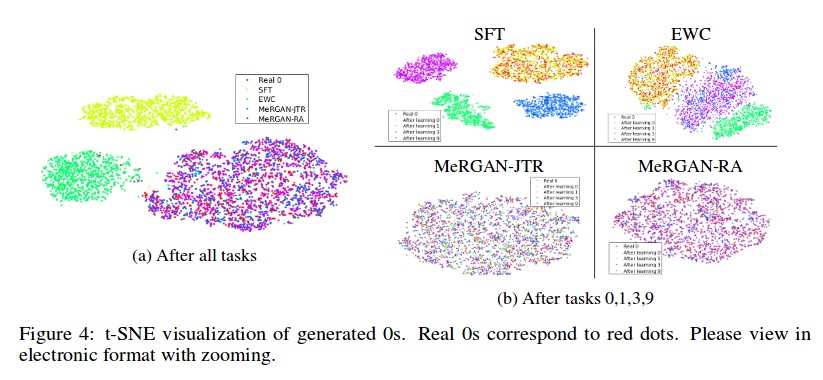 SFT
EWC
Real 0
SFT
EWC
MeRGAN-JTR
MeRGAN-RA
Real 0
After learning 0
After learning 1
After learning 3
After learning 9
Real 0
After learning 0
After learning 1
After learning 3
After learning 9
MeRGAN-JTR
MeRGAN-RA
Real 0
After learning 0
After learning 1
After learning 3
After learning 9
Real 0
After learning 0
After learning 1
After learning 3
After learning 9
(a) After all tasks
(b) After tasks 0,1,3,9
Figure 4: t-SNE visualization of generated 0s. Real 0s correspond to red dots. Please view in
electronic format with zooming.